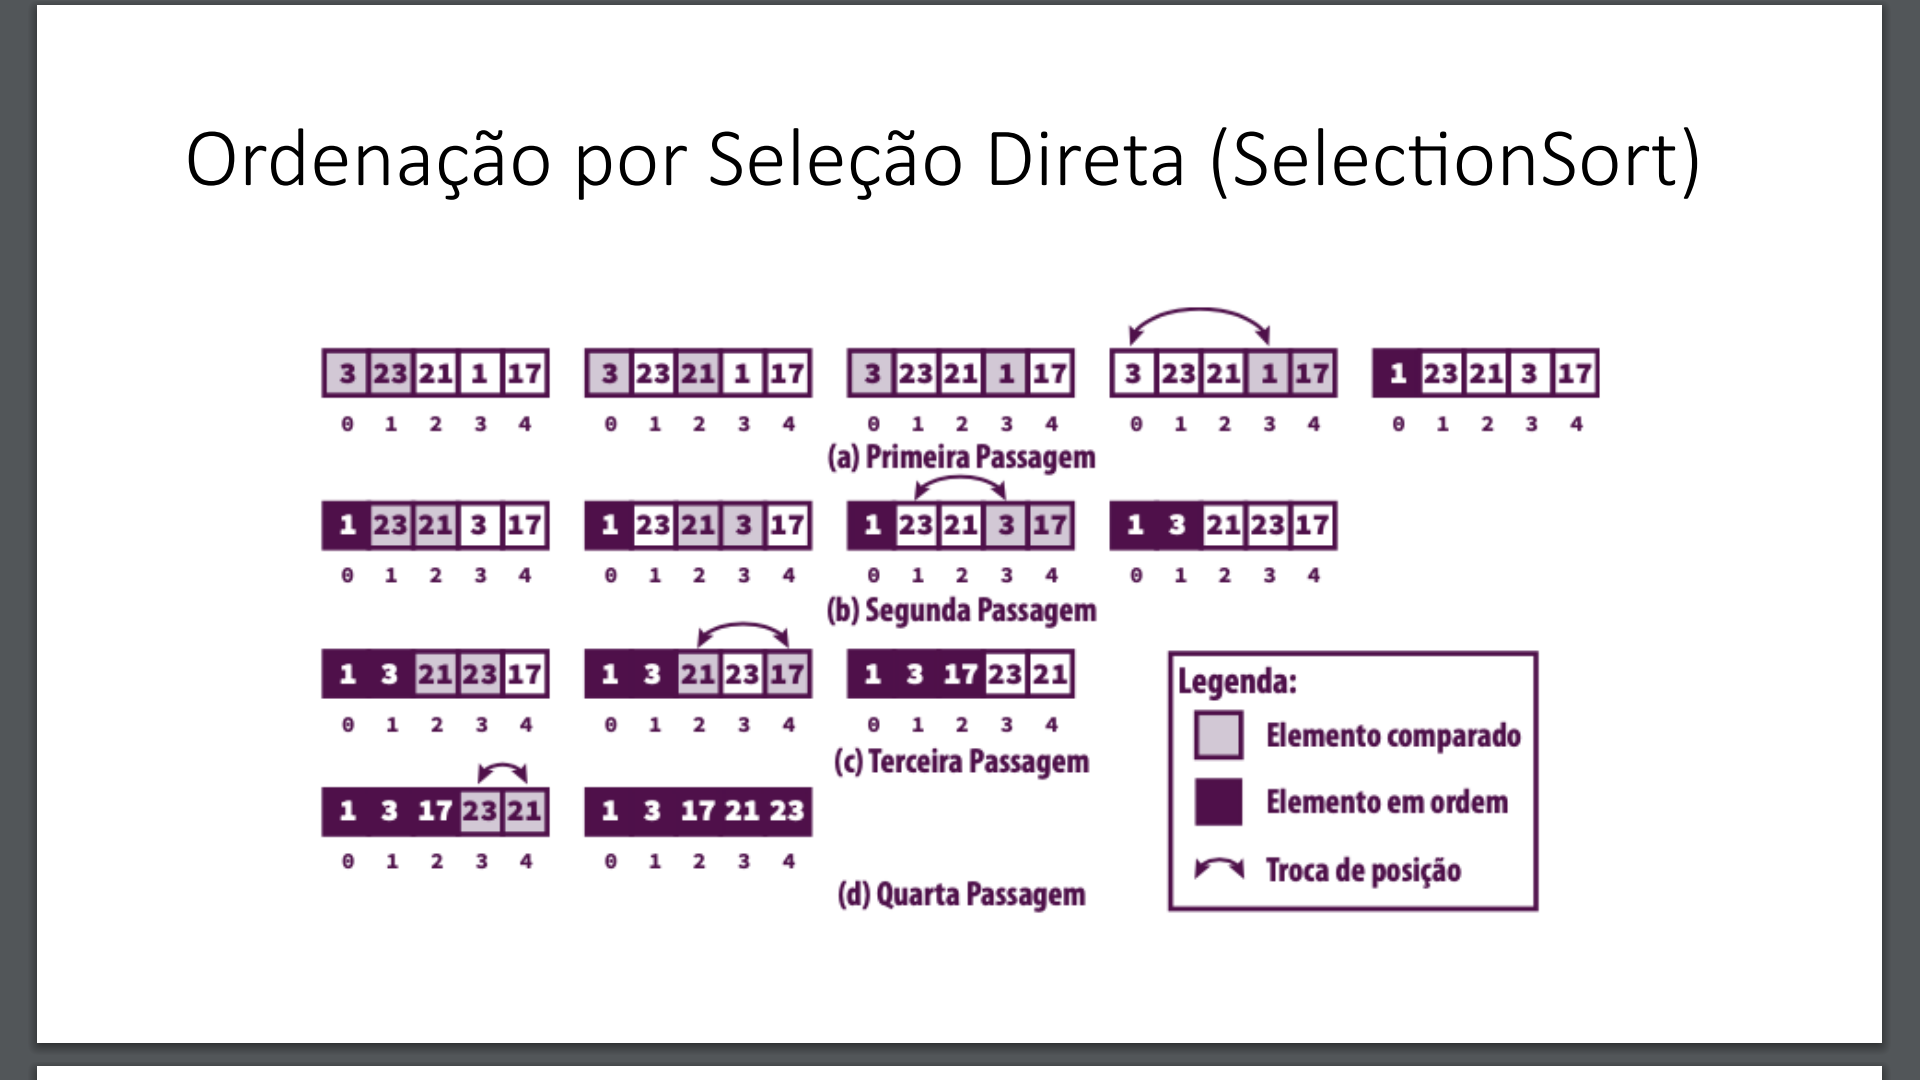 Ordenação por Seleção Direta (SelectionSort)
3 23 21 1 17 3 23 21 1 17 3 23 21 1 17 3 23 21 1 17 1 23 21 3 17
0 1 2 3 4 0 1 2 3 4 0 1 2 3 4 0 1 2 3 4 0 1 2 3 4
(a) Primeira Passagem
1 23 21 3 17 1 23 21 3 17 1 23 21 3 17 1 3 21 23 17
0 1 2 3 4 0 1 2 3 4 0 1 2 3 4 0 1 2 3 4
(b) Segunda Passagem
1 3 21 23 17 1 3 21 23 17 1 3 17 23 21
0 1 2 3 4 0 1 2 3 4 0 1 2 3 4
(c) Terceira Passagem
1 3 17 23 21 1 3 17 21 23
0 1 2 3 4 0 1 2 3 4
(d) Quarta Passagem
Legenda:
Elemento comparado
Elemento em ordem
Troca de posição